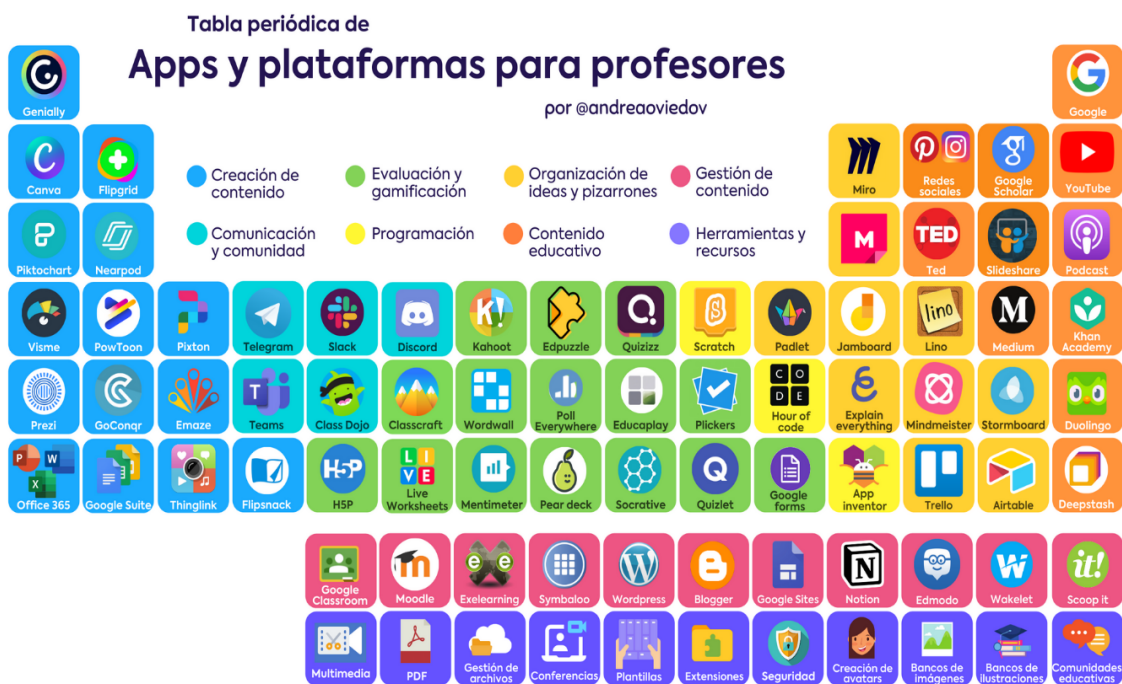 Tabla periódica de
Apps y plataformas para profesores
por @andreaoviedov
Genially
Google
Canva
Flipgrid
Creación de
contenido
Evaluación y
gamificación
Organización de
ideas y pizarrones
Gestión de
contenido
Miro
Redes
sociales
Google
Scholar
YouTube
Piktochart
Nearpod
Comunicación
y comunidad
Programación
Contenido
educativo
Herramientas y
recursos
M
TED
Ted
Slideshare
Podcast
Visme
PowToon
Pixton
Telegram
Slack
Discord
K!
Kahoot
Edpuzzle
Quizizz
Scratch
Padlet
Jamboard
lino
Lino
M
Medium
Khan
Academy
Prezi
GoConqr
Emaze
T
Teams
Class Dojo
Classcraft
Wordwall
Poll
Everywhere
Educaplay
Plickers
CODE
Hour of
code
Explain
everything
Mindmeister
Stormboard
Duolingo
P W X
Office 365
Google Suite
Thinglink
Flipsnack
H5P
H5P
LIVE
Live
Worksheets
Mentimeter
Pear deck
Socrative
Q
Quizlet
Google
forms
App
inventor
Trello
Airtable
Deepstash
Google
Classroom
m
Moodle
e e
Exelearning
Symbaloo
W
Wordpress
B
Blogger
Google Sites
N
Notion
Edmodo
W
Wakelet
it!
Scoop it
Multimedia
PDF
Gestión de
archivos
Conferencias
Plantillas
Extensiones
Seguridad
Creación de
avatars
Bancos de
imágenes
Bancos de
ilustraciones
Comunidades
educativas